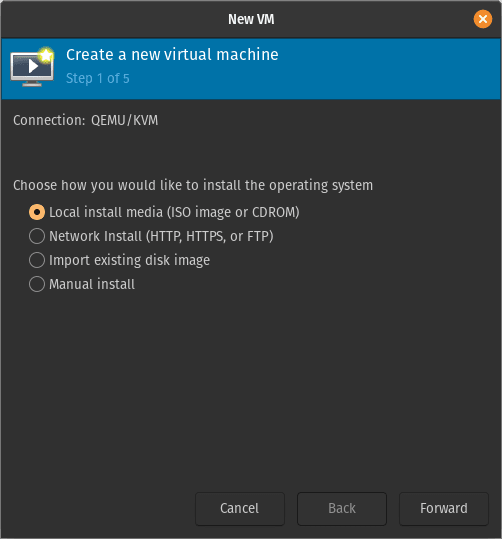 New VM
Create a new virtual machine
Step 1 of 5
Connection: QEMU/KVM
Choose how you would like to install the operating system
Local install media (ISO image or CDROM)
Network Install (HTTP, HTTPS, or FTP)
Import existing disk image
Manual install
Cancel Back Forward